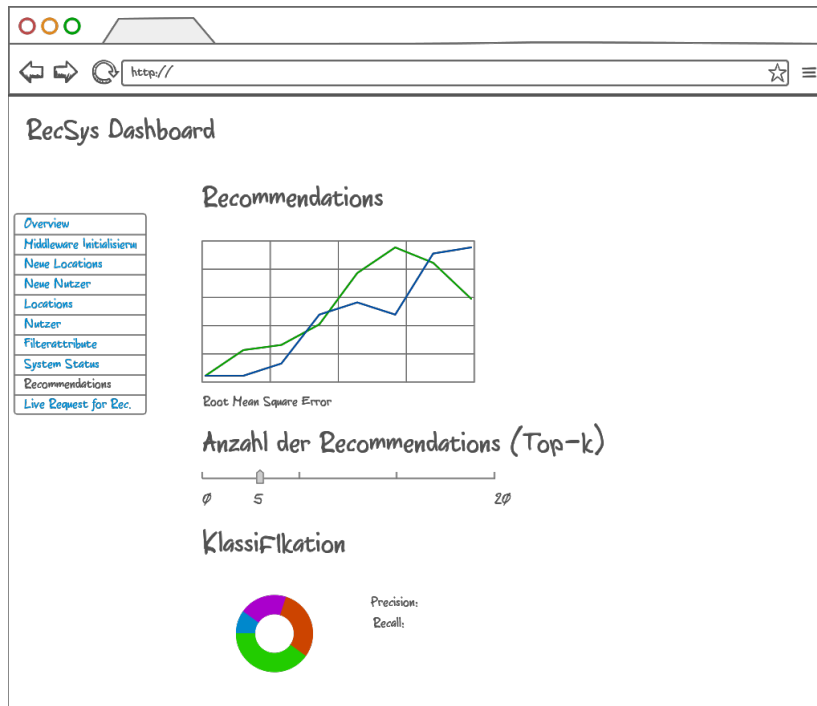 http://
RecSys Dashboard
Recommendations
Overview
Middleware Initialisierun
Neue Locations
Neue Nutzer
Locations
Nutzer
Filterattribute
System Status
Recommendations
Live Request for Rec.
Root Mean Square Error
Anzahl der Recommendations (Top-k)
0 5 20
KlassiFIkation
Precision:
Recall: